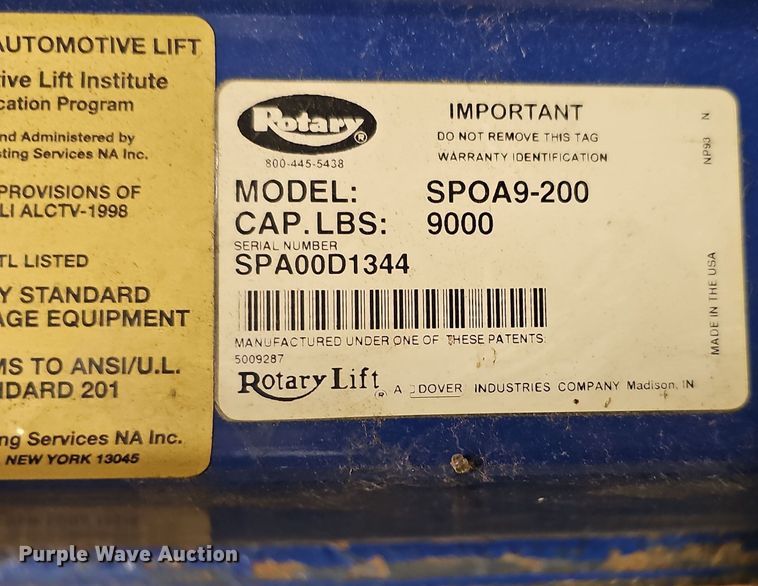 AUTOMOTIVE LIFT
ive Lift Institute
cation Program
nd Administered by
sting Services NA Inc.
PROVISIONS OF
LI ALCTV-1998
TL LISTED
Y STANDARD
AGE EQUIPMENT
MS TO ANSI/U.L.
NDARD 201
ng Services NA Inc.
NEW YORK 13045
Rotary®
800-445-5438
IMPORTANT
DO NOT REMOVE THIS TAG
WARRANTY IDENTIFICATION
NP93 N
MODEL: SPOA9-200
CAP. LBS: 9000
SERIAL NUMBER
SPA00D1344
MANUFACTURED UNDER ONE OF THESE PATENTS
5009287
Rotary Lift ® A DOVER INDUSTRIES COMPANY Madison, IN
MADE IN THE USA
Purple Wave Auction